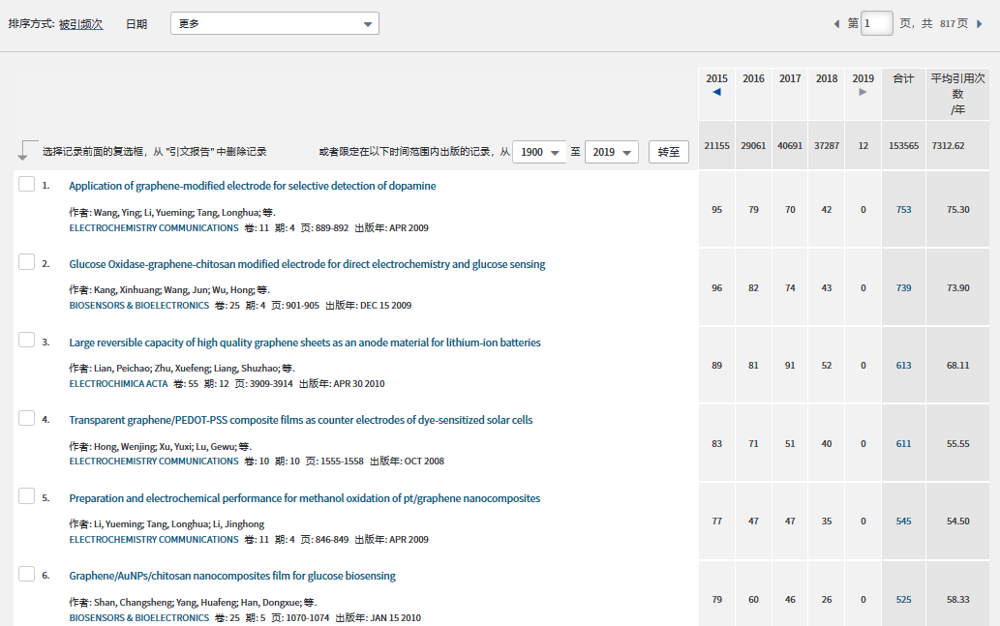 排序方式: 被引频次 日期 更多
第 1 页，共 817 页
2015 2016 2017 2018 2019 合计 平均引用次
数
/年
选择记录前面的复选框，从 "引文报告" 中删除记录 或者限定在以下时间范围内出版的记录，从 1900 至 2019 转至 21155 29061 40691 37287 12 153565 7312.62
1. Application of graphene-modified electrode for selective detection of dopamine
作者: Wang, Ying; Li, Yueming; Tang, Longhua; 等.
ELECTROCHEMISTRY COMMUNICATIONS 卷: 11 期: 4 页: 889-892 出版年: APR 2009
95 79 70 42 0 753 75.30
2. Glucose Oxidase-graphene-chitosan modified electrode for direct electrochemistry and glucose sensing
作者: Kang, Xinhuang; Wang, Jun; Wu, Hong; 等.
BIOSENSORS & BIOELECTRONICS 卷: 25 期: 4 页: 901-905 出版年: DEC 15 2009
96 82 74 43 0 739 73.90
3. Large reversible capacity of high quality graphene sheets as an anode material for lithium-ion batteries
作者: Lian, Peichao; Zhu, Xuefeng; Liang, Shuzhao; 等.
ELECTROCHIMICA ACTA 卷: 55 期: 12 页: 3909-3914 出版年: APR 30 2010
89 81 91 52 0 613 68.11
4. Transparent graphene/PEDOT-PSS composite films as counter electrodes of dye-sensitized solar cells
作者: Hong, Wenjing; Xu, Yuxi; Lu, Gewu; 等.
ELECTROCHEMISTRY COMMUNICATIONS 卷: 10 期: 10 页: 1555-1558 出版年: OCT 2008
83 71 51 40 0 611 55.55
5. Preparation and electrochemical performance for methanol oxidation of pt/graphene nanocomposites
作者: Li, Yueming; Tang, Longhua; Li, Jinghong
ELECTROCHEMISTRY COMMUNICATIONS 卷: 11 期: 4 页: 846-849 出版年: APR 2009
77 47 47 35 0 545 54.50
6. Graphene/AuNPs/chitosan nanocomposites film for glucose biosensing
作者: Shan, Changsheng; Yang, Huafeng; Han, Dongxue; 等.
BIOSENSORS & BIOELECTRONICS 卷: 25 期: 5 页: 1070-1074 出版年: JAN 15 2010
79 60 46 26 0 525 58.33